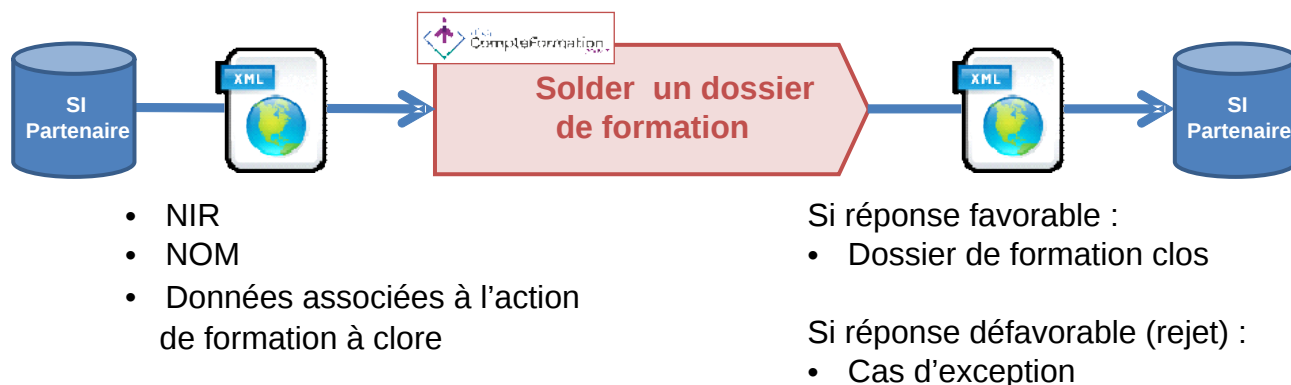 CompteFormation
SI
Partenaire
XML
Solder un dossier
de formation
XML
SI
Partenaire
• NIR
• NOM
• Données associées à l’action
de formation à clore
Si réponse favorable :
• Dossier de formation clos
Si réponse défavorable (rejet) :
• Cas d’exception